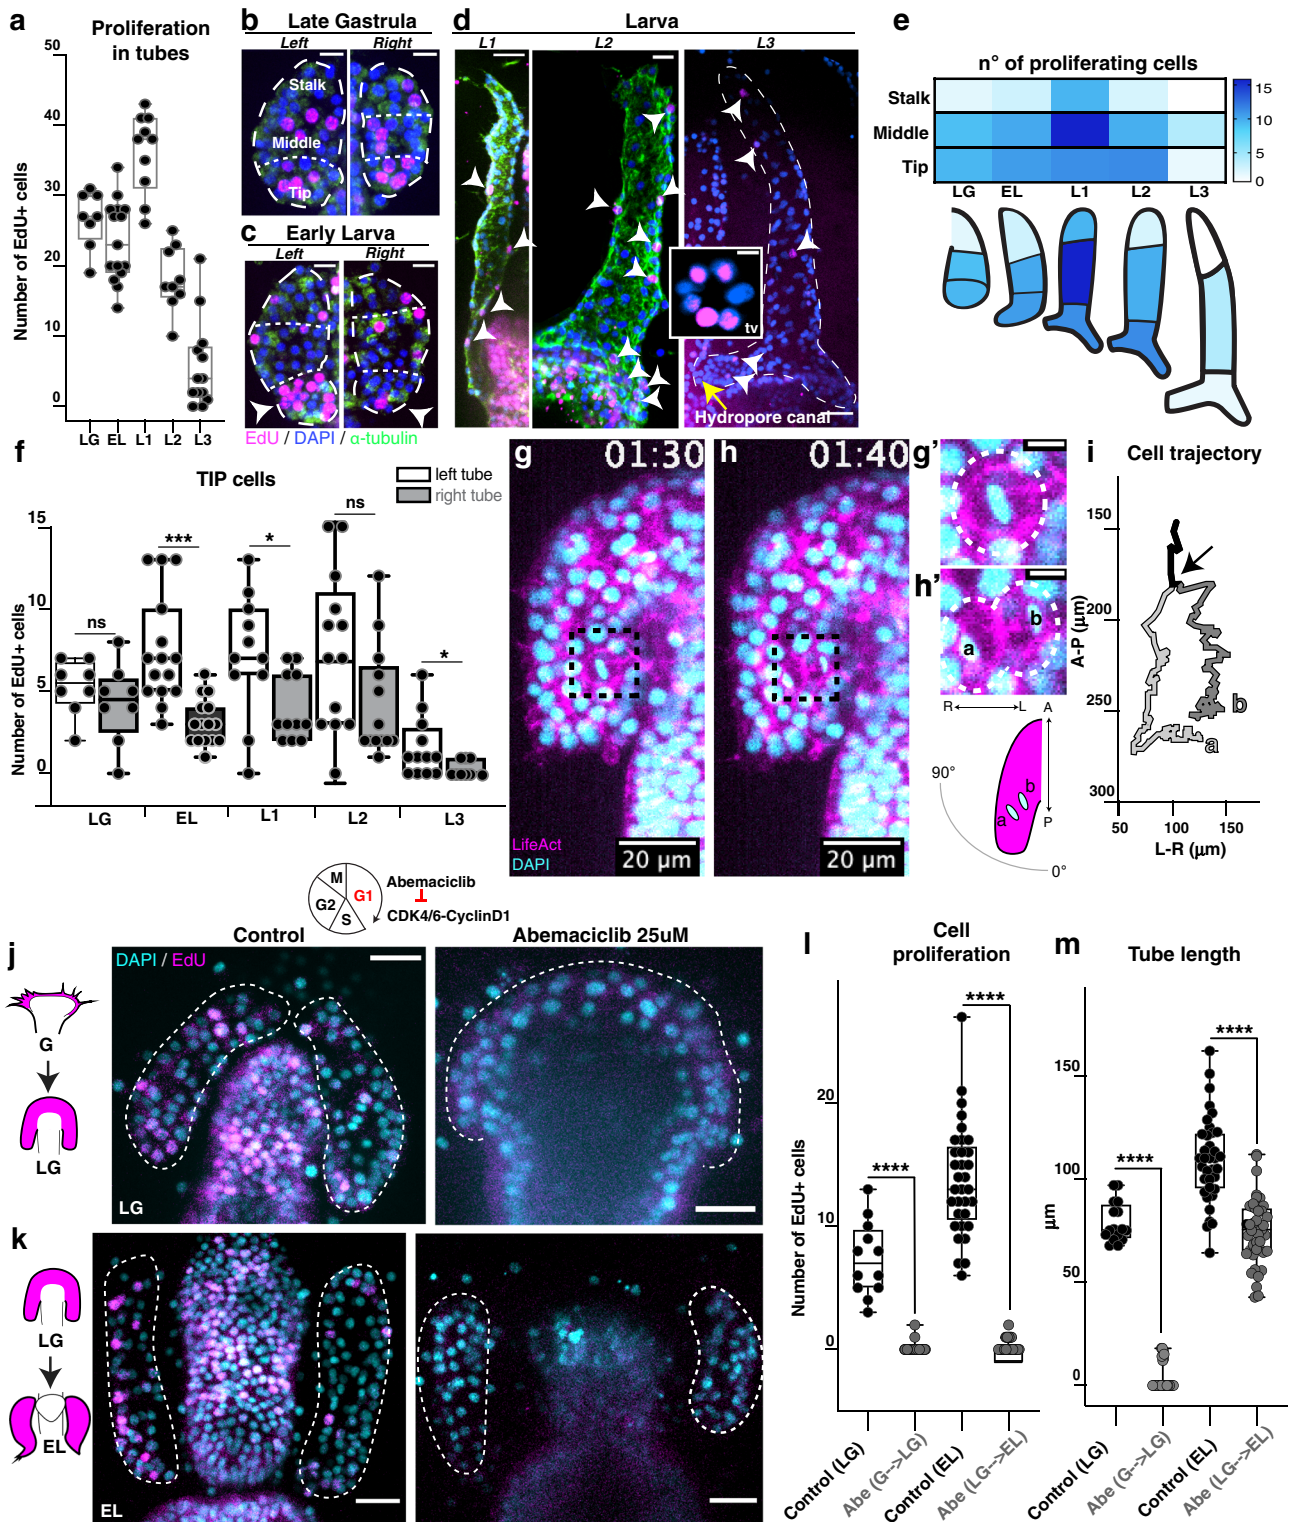 a
Proliferation
in tubes
Number of EdU+ cells
50
40
30
20
10
0
LG EL L1 L2 L3
b
Late Gastrula
Left Right
Stalk
Middle
Tip
c
Early Larva
Left Right
EdU / DAPI / α-tubulin
d
Larva
L1 L2 L3
tv
Hydropore canal
e
n° of proliferating cells
Stalk
Middle
Tip
LG EL L1 L2 L3
15
10
5
0
f
TIP cells
left tube
right tube
Number of EdU+ cells
15
10
5
0
ns
***
*
ns
*
LG EL L1 L2 L3
g
01:30
LifeAct
DAPI
20 µm
h
01:40
20 µm
g'
h'
a
b
R L A
P
90°
0°
a
b
i
Cell trajectory
A-P (µm)
150
200
250
300
50 100 150
L-R (µm)
a
b
M
G1
G2
S
Abemaciclib
CDK4/6-CyclinD1
Control
Abemaciclib 25uM
j
G
LG
DAPI / EdU
LG
k
LG
EL
EL
l
Cell
proliferation
Number of EdU+ cells
20
10
0
****
****
Control (LG)
Abe (G-->LG)
Control (EL)
Abe (LG-->EL)
m
Tube length
µm
150
100
50
0
****
****
Control (LG)
Abe (G-->LG)
Control (EL)
Abe (LG-->EL)